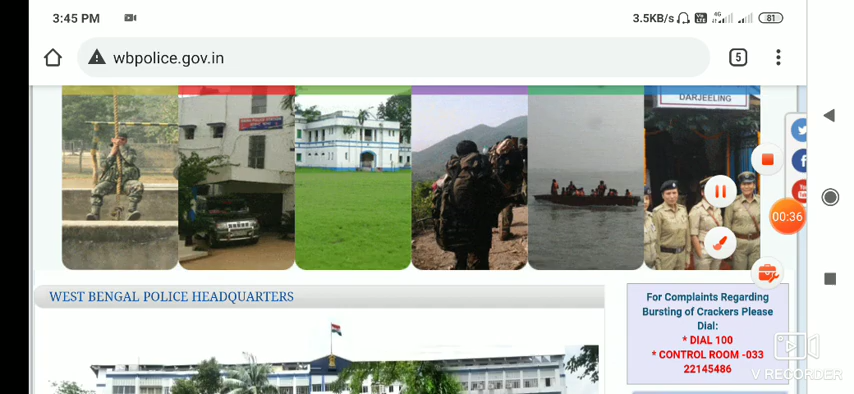 3:45 PM
3.5KB/s
4G
81
wbpolice.gov.in
5
DARJEELING
00:36
WEST BENGAL POLICE HEADQUARTERS
For Complaints Regarding
Bursting of Crackers Please
Dial:
* DIAL 100
* CONTROL ROOM -033
22145486
V RECORDER